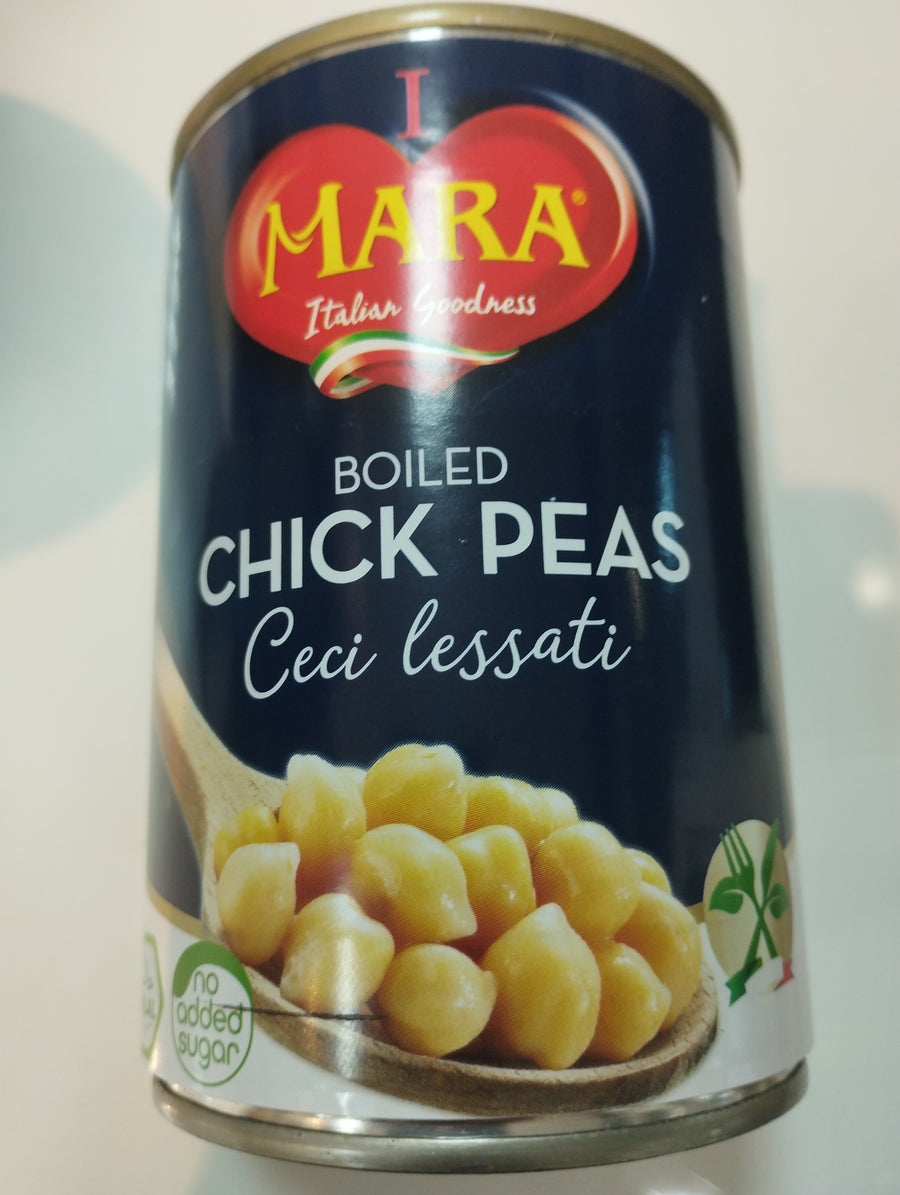 I
MARA®
Italian Goodness
BOILED
CHICK PEAS
Ceci lessati
no
added
sugar